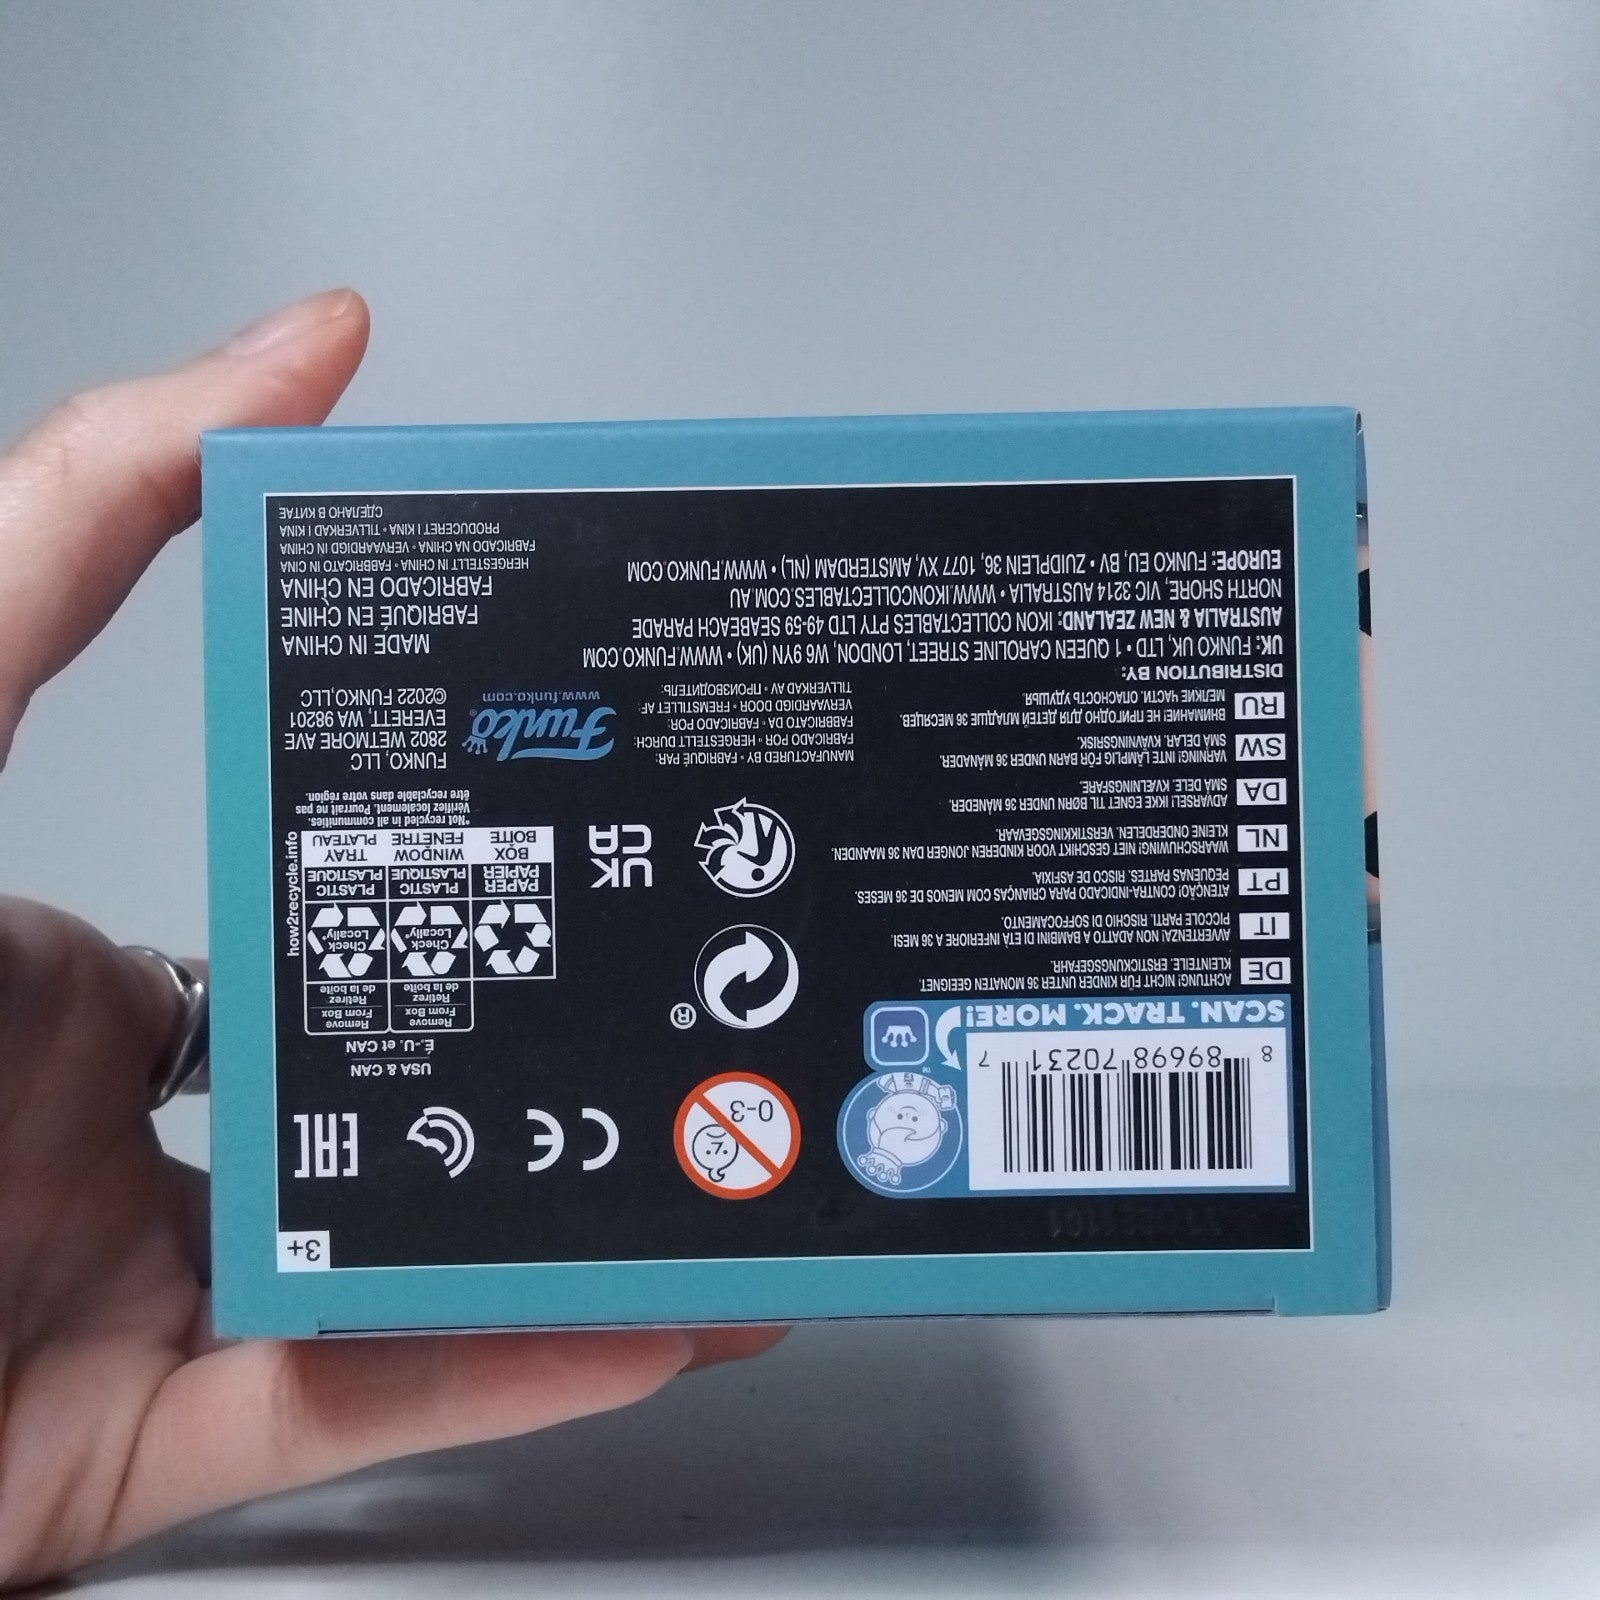 3+
8 89698 70231 7
SCAN. TRACK. MORE!
™
0-3
CE
EAC
DE
ACHTUNG! NICHT FÜR KINDER UNTER 36 MONATEN GEEIGNET.
KLEINTEILE. ERSTICKUNGSGEFAHR.
IT
AVVERTENZA! NON ADATTO A BAMBINI DI ETÀ INFERIORE A 36 MESI.
PICCOLE PARTI. RISCHIO DI SOFFOCAMENTO.
PT
ATENÇÃO! CONTRA-INDICADO PARA CRIANÇAS COM MENOS DE 36 MESES.
PEQUENAS PARTES. RISCO DE ASFIXIA.
NL
WAARSCHUWING! NIET GESCHIKT VOOR KINDEREN JONGER DAN 36 MAANDEN.
KLEINE ONDERDELEN. VERSTIKKINGSGEVAAR.
DA
ADVARSEL! IKKE EGNET TIL BØRN UNDER 36 MÅNEDER.
SMÅ DELE. KVÆLNINGSFARE.
SW
VARNING! INTE LÄMPLIG FÖR BARN UNDER 36 MÅNADER.
SMÅ DELAR. KVÄVNINGSRISK.
RU
ВНИМАНИЕ! НЕ ПРИГОДНО ДЛЯ ДЕТЕЙ МЛАДШЕ 36 МЕСЯЦЕВ.
МЕЛКИЕ ЧАСТИ. ОПАСНОСТЬ УДУШЬЯ.
®
UK
CA
USA & CAN
É.-U. et CAN
Remove From Box
Retirez de la boîte
Remove From Box
Retirez de la boîte
Check Locally*
Check Locally*
PAPER
PAPIER
PLASTIC
PLASTIQUE
PLASTIC
PLASTIQUE
BOX
BOÎTE
WINDOW
FENÊTRE
TRAY
PLATEAU
how2recycle.info
*Not recycled in all communities.
Vérifiez localement. Pourrait ne pas
être recyclable dans votre région.
MANUFACTURED BY • FABRIQUÉ PAR:
FABRICADO POR • HERGESTELLT DURCH:
FABBRICATO DA • FABRICADO POR:
VERVAARDIGD DOOR • FREMSTILLET AF:
TILLVERKAD AV • ПРОИЗВОДИТЕЛЬ:
Funko®
www.funko.com
FUNKO, LLC
2802 WETMORE AVE
EVERETT, WA 98201
©2022 FUNKO,LLC
DISTRIBUTION BY:
UK: FUNKO UK, LTD • 1 QUEEN CAROLINE STREET, LONDON, W6 9YN (UK) • WWW.FUNKO.COM
AUSTRALIA & NEW ZEALAND: IKON COLLECTABLES PTY LTD 49-59 SEABEACH PARADE
NORTH SHORE, VIC 3214 AUSTRALIA • WWW.IKONCOLLECTABLES.COM.AU
EUROPE: FUNKO EU, BV • ZUIDPLEIN 36, 1077 XV, AMSTERDAM (NL) • WWW.FUNKO.COM
MADE IN CHINA
FABRIQUÉ EN CHINE
FABRICADO EN CHINA
HERGESTELLT IN CHINA • FABBRICATO IN CINA
FABRICADO NA CHINA • VERVAARDIGD IN CHINA
PRODUCERET I KINA • TILLVERKAD I KINA
СДЕЛАНО В КИТАЕ